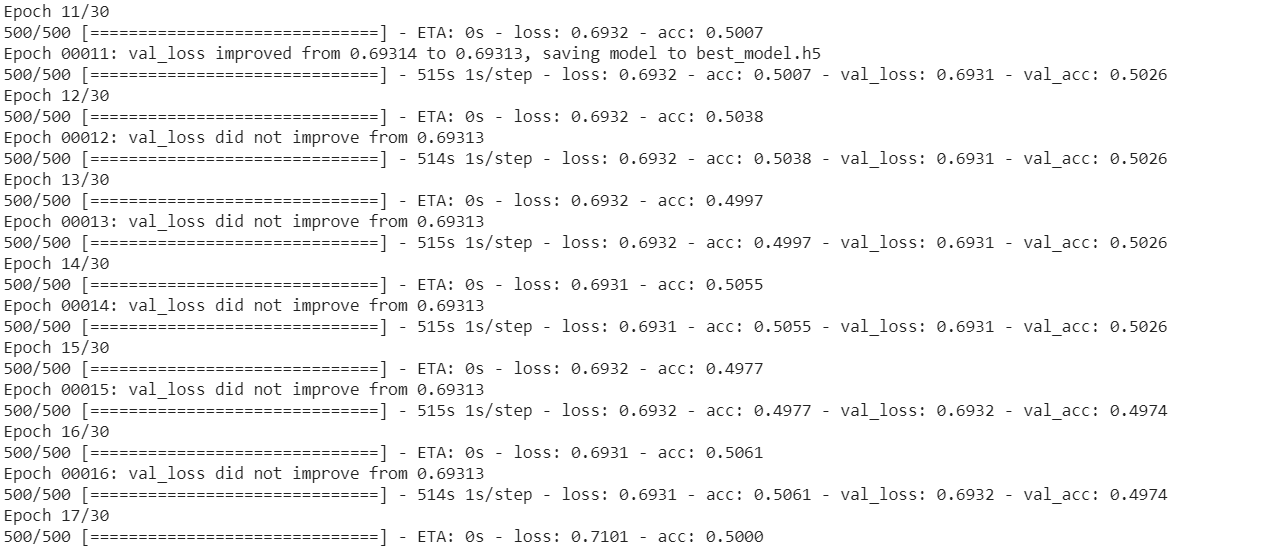 Epoch 11/30
500/500 [==============================] - ETA: 0s - loss: 0.6932 - acc: 0.5007
Epoch 00011: val_loss improved from 0.69314 to 0.69313, saving model to best_model.h5
500/500 [==============================] - 515s 1s/step - loss: 0.6932 - acc: 0.5007 - val_loss: 0.6931 - val_acc: 0.5026
Epoch 12/30
500/500 [==============================] - ETA: 0s - loss: 0.6932 - acc: 0.5038
Epoch 00012: val_loss did not improve from 0.69313
500/500 [==============================] - 514s 1s/step - loss: 0.6932 - acc: 0.5038 - val_loss: 0.6931 - val_acc: 0.5026
Epoch 13/30
500/500 [==============================] - ETA: 0s - loss: 0.6932 - acc: 0.4997
Epoch 00013: val_loss did not improve from 0.69313
500/500 [==============================] - 515s 1s/step - loss: 0.6932 - acc: 0.4997 - val_loss: 0.6931 - val_acc: 0.5026
Epoch 14/30
500/500 [==============================] - ETA: 0s - loss: 0.6931 - acc: 0.5055
Epoch 00014: val_loss did not improve from 0.69313
500/500 [==============================] - 515s 1s/step - loss: 0.6931 - acc: 0.5055 - val_loss: 0.6931 - val_acc: 0.5026
Epoch 15/30
500/500 [==============================] - ETA: 0s - loss: 0.6932 - acc: 0.4977
Epoch 00015: val_loss did not improve from 0.69313
500/500 [==============================] - 515s 1s/step - loss: 0.6932 - acc: 0.4977 - val_loss: 0.6932 - val_acc: 0.4974
Epoch 16/30
500/500 [==============================] - ETA: 0s - loss: 0.6931 - acc: 0.5061
Epoch 00016: val_loss did not improve from 0.69313
500/500 [==============================] - 514s 1s/step - loss: 0.6931 - acc: 0.5061 - val_loss: 0.6932 - val_acc: 0.4974
Epoch 17/30
500/500 [==============================] - ETA: 0s - loss: 0.7101 - acc: 0.5000